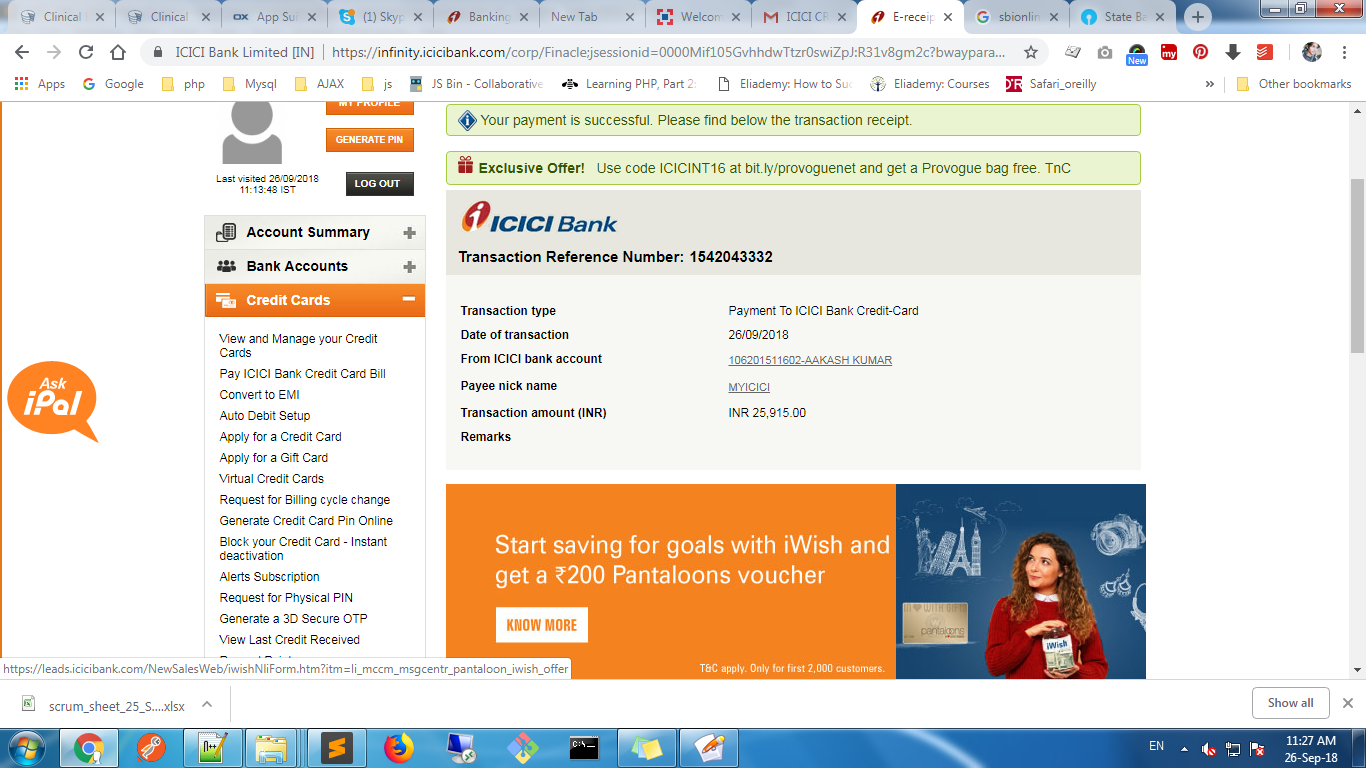 Clinical
Clinical
App Sui
(1) Skyp
Banking
New Tab
Welcom
ICICI CR
E-receip
sbionlin
State Ba
ICICI Bank Limited [IN] | https://infinity.icicibank.com/corp/Finacle;jsessionid=0000Mif105GvhhdwTtzr0swiZpJ:R31v8gm2c?bwaypara...
New
my
Apps
Google
php
Mysql
AJAX
js
JS Bin - Collaborative
Learning PHP, Part 2:
Eliademy: How to Suc
Eliademy: Courses
Safari_oreilly
»
Other bookmarks
MY PROFILE
GENERATE PIN
Last visited 26/09/2018
11:13:48 IST
LOG OUT
Account Summary
Bank Accounts
Credit Cards
View and Manage your Credit
Cards
Pay ICICI Bank Credit Card Bill
Convert to EMI
Auto Debit Setup
Apply for a Credit Card
Apply for a Gift Card
Virtual Credit Cards
Request for Billing cycle change
Generate Credit Card Pin Online
Block your Credit Card - Instant
deactivation
Alerts Subscription
Request for Physical PIN
Generate a 3D Secure OTP
View Last Credit Received
Ask
iPal
Your payment is successful. Please find below the transaction receipt.
Exclusive Offer! Use code ICICINT16 at bit.ly/provoguenet and get a Provogue bag free. TnC
ICICI Bank
Transaction Reference Number: 1542043332
Transaction type Payment To ICICI Bank Credit-Card
Date of transaction 26/09/2018
From ICICI bank account 106201511602-AAKASH KUMAR
Payee nick name MYICICI
Transaction amount (INR) INR 25,915.00
Remarks
Start saving for goals with iWish and
get a ₹200 Pantaloons voucher
KNOW MORE
T&C apply. Only for first 2,000 customers.
pantaloons
iWish
https://leads.icicibank.com/NewSalesWeb/iwishNliForm.htm?itm=li_mccm_msgcentr_pantaloon_iwish_offer
scrum_sheet_25_S....xlsx
Show all
EN
11:27 AM
26-Sep-18